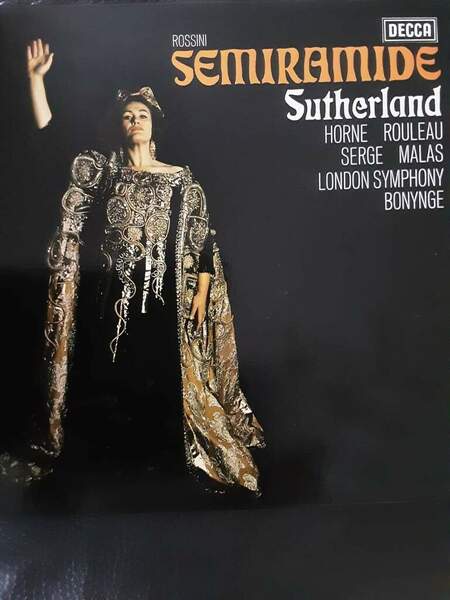 DECCA
ROSSINI
SEMIRAMIDE
Sutherland
HORNE ROULEAU
SERGE MALAS
LONDON SYMPHONY
BONYNGE